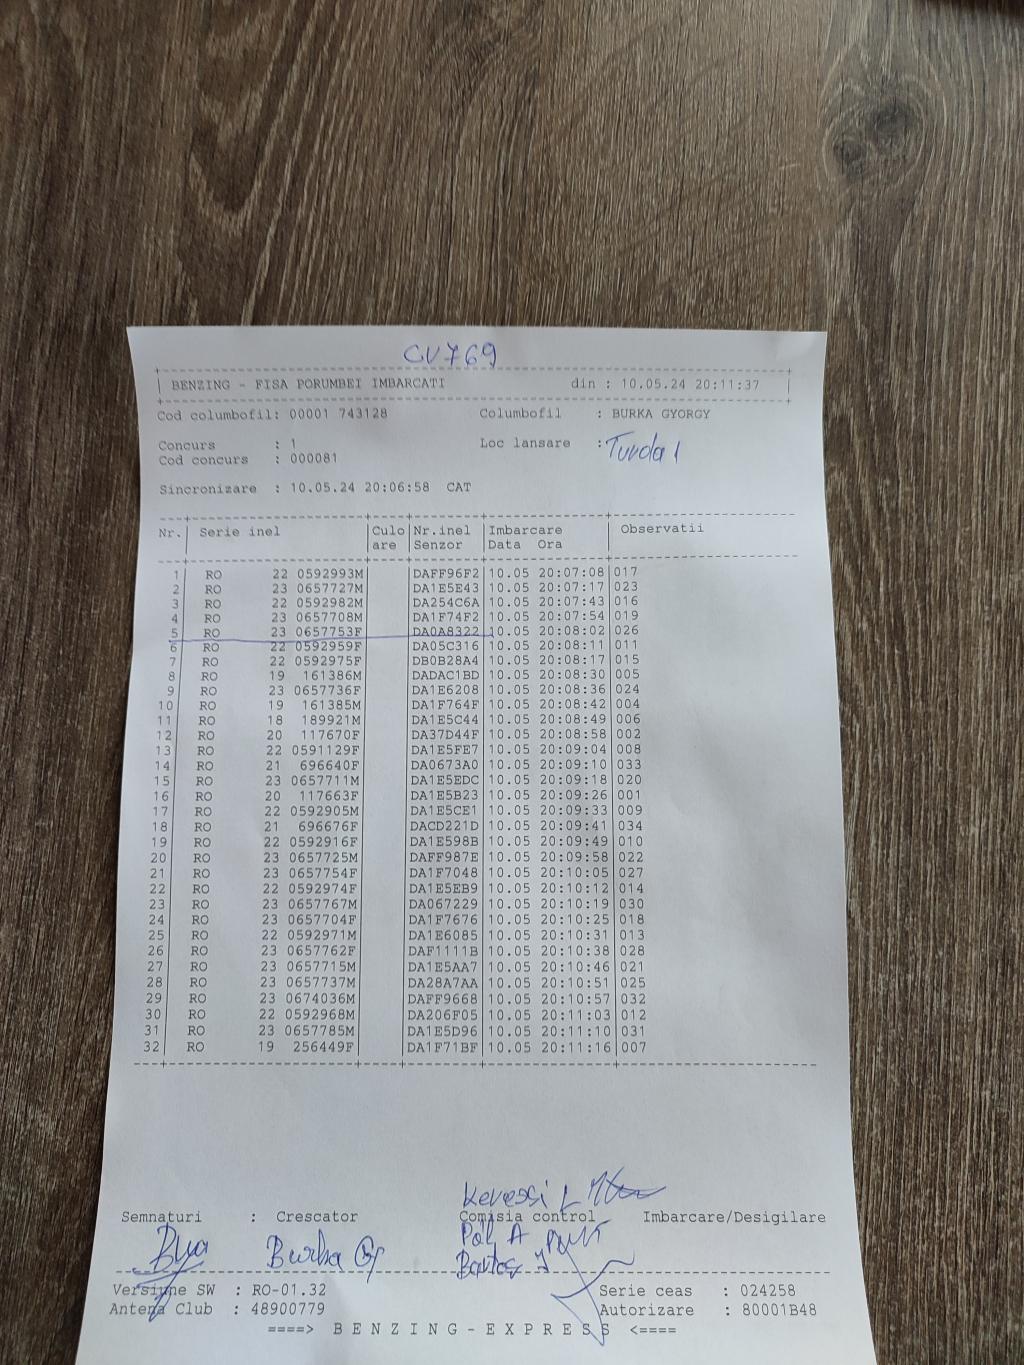 CV769
BENZING - FISA PORUMBEI IMBARCATI din : 10.05.24 20:11:37
Cod columbofil: 00001 743128 Columbofil : BURKA GYORGY
Concurs : 1 Loc lansare : Turda 1
Cod concurs : 000081
Sincronizare : 10.05.24 20:06:58 CAT
Nr. Serie inel Culo Nr.inel Imbarcare Observatii
are Senzor Data Ora
1 RO 22 0592993M DAFF96F2 10.05 20:07:08 017
2 RO 23 0657727M DA1E5E43 10.05 20:07:17 023
3 RO 22 0592982M DA254C6A 10.05 20:07:43 016
4 RO 23 0657708M DA1F74F2 10.05 20:07:54 019
5 RO 23 0657753F DA0A8322 10.05 20:08:02 026
6 RO 22 0592959F DA05C316 10.05 20:08:11 011
7 RO 22 0592975F DB0B28A4 10.05 20:08:17 015
8 RO 19 161386M DADAC1BD 10.05 20:08:30 005
9 RO 23 0657736F DA1E6208 10.05 20:08:36 024
10 RO 19 161385M DA1F764F 10.05 20:08:42 004
11 RO 18 189921M DA1E5C44 10.05 20:08:49 006
12 RO 20 117670F DA37D44F 10.05 20:08:58 002
13 RO 22 0591129F DA1E5FE7 10.05 20:09:04 008
14 RO 21 696640F DA0673A0 10.05 20:09:10 033
15 RO 23 0657711M DA1E5EDC 10.05 20:09:18 020
16 RO 20 117663F DA1E5B23 10.05 20:09:26 001
17 RO 22 0592905M DA1E5CE1 10.05 20:09:33 009
18 RO 21 696676F DACD221D 10.05 20:09:41 034
19 RO 22 0592916F DA1E598B 10.05 20:09:49 010
20 RO 23 0657725M DAFF987E 10.05 20:09:58 022
21 RO 23 0657754F DA1F7048 10.05 20:10:05 027
22 RO 22 0592974F DA1E5EB9 10.05 20:10:12 014
23 RO 23 0657767M DA067229 10.05 20:10:19 030
24 RO 23 0657704F DA1F7676 10.05 20:10:25 018
25 RO 22 0592971M DA1E6085 10.05 20:10:31 013
26 RO 23 0657762F DAF1111B 10.05 20:10:38 028
27 RO 23 0657715M DA1E5AA7 10.05 20:10:46 021
28 RO 23 0657737M DA28A7AA 10.05 20:10:51 025
29 RO 23 0674036M DAFF9668 10.05 20:10:57 032
30 RO 22 0592968M DA206F05 10.05 20:11:03 012
31 RO 23 0657785M DA1E5D96 10.05 20:11:10 031
32 RO 19 256449F DA1F71BF 10.05 20:11:16 007
Semnaturi : Crescator Comisia control Imbarcare/Desigilare
Burka Gy Pal A
Versiune SW : RO-01.32 Serie ceas : 024258
Antena Club : 48900779 Autorizare : 80001B48
====> BENZING-EXPRESS <====